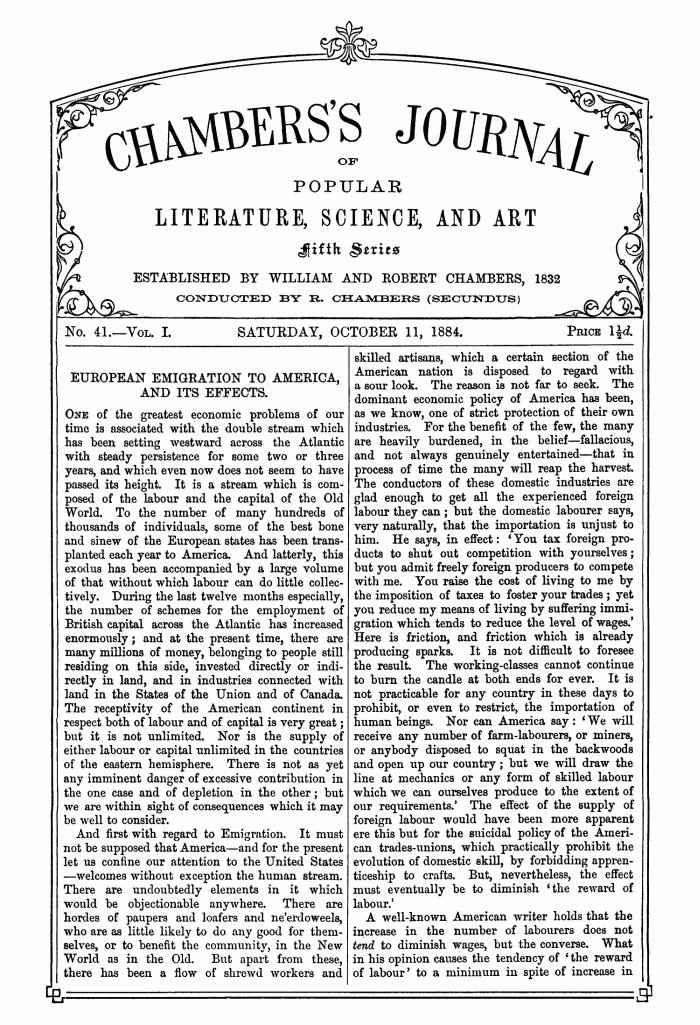 CHAMBERS'S JOURNAL
OF
POPULAR
LITERATURE, SCIENCE, AND ART
Fifth Series
ESTABLISHED BY WILLIAM AND ROBERT CHAMBERS, 1832
CONDUCTED BY R. CHAMBERS (SECUNDUS)
No. 41.—Vol. I.
SATURDAY, OCTOBER 11, 1884.
Price 1½d.
EUROPEAN EMIGRATION TO AMERICA,
AND ITS EFFECTS.
One of the greatest economic problems of our
time is associated with the double stream which
has been setting westward across the Atlantic
with steady persistence for some two or three
years, and which even now does not seem to have
passed its height. It is a stream which is com-
posed of the labour and the capital of the Old
World. To the number of many hundreds of
thousands of individuals, some of the best bone
and sinew of the European states has been trans-
planted each year to America. And latterly, this
exodus has been accompanied by a large volume
of that without which labour can do little collec-
tively. During the last twelve months especially,
the number of schemes for the employment of
British capital across the Atlantic has increased
enormously; and at the present time, there are
many millions of money, belonging to people still
residing on this side, invested directly or indi-
rectly in land, and in industries connected with
land in the States of the Union and of Canada.
The receptivity of the American continent in
respect both of labour and of capital is very great;
but it is not unlimited. Nor is the supply of
either labour or capital unlimited in the countries
of the eastern hemisphere. There is not as yet
any imminent danger of excessive contribution in
the one case and of depletion in the other; but
we are within sight of consequences which it may
be well to consider.
And first with regard to Emigration. It must
not be supposed that America—and for the present
let us confine our attention to the United States
—welcomes without exception the human stream.
There are undoubtedly elements in it which
would be objectionable anywhere. There are
hordes of paupers and loafers and ne'erdoweels,
who are as little likely to do any good for them-
selves, or to benefit the community, in the New
World as in the Old. But apart from these,
there has been a flow of shrewd workers and
skilled artisans, which a certain section of the
American nation is disposed to regard with
a sour look. The reason is not far to seek. The
dominant economic policy of America has been,
as we know, one of strict protection of their own
industries. For the benefit of the few, the many
are heavily burdened, in the belief—fallacious,
and not always genuinely entertained—that in
process of time the many will reap the harvest.
The conductors of these domestic industries are
glad enough to get all the experienced foreign
labour they can; but the domestic labourer says,
very naturally, that the importation is unjust to
him. He says, in effect: ‘You tax foreign pro-
ducts to shut out competition with yourselves;
but you admit freely foreign producers to compete
with me. You raise the cost of living to me by
the imposition of taxes to foster your trades; yet
you reduce my means of living by suffering immi-
gration which tends to reduce the level of wages.’
Here is friction, and friction which is already
producing sparks. It is not difficult to foresee
the result. The working-classes cannot continue
to burn the candle at both ends for ever. It is
not practicable for any country in these days to
prohibit, or even to restrict, the importation of
human beings. Nor can America say: ‘We will
receive any number of farm-labourers, or miners,
or anybody disposed to squat in the backwoods
and open up our country; but we will draw the
line at mechanics or any form of skilled labour
which we can ourselves produce to the extent of
our requirements.’ The effect of the supply of
foreign labour would have been more apparent
ere this but for the suicidal policy of the Ameri-
can trades-unions, which practically prohibit the
evolution of domestic skill, by forbidding appren-
ticeship to crafts. But, nevertheless, the effect
must eventually be to diminish ‘the reward of
labour.’
A well-known American writer holds that the
increase in the number of labourers does not
tend to diminish wages, but the converse. What
in his opinion causes the tendency of ‘the reward
of labour’ to a minimum in spite of increase in